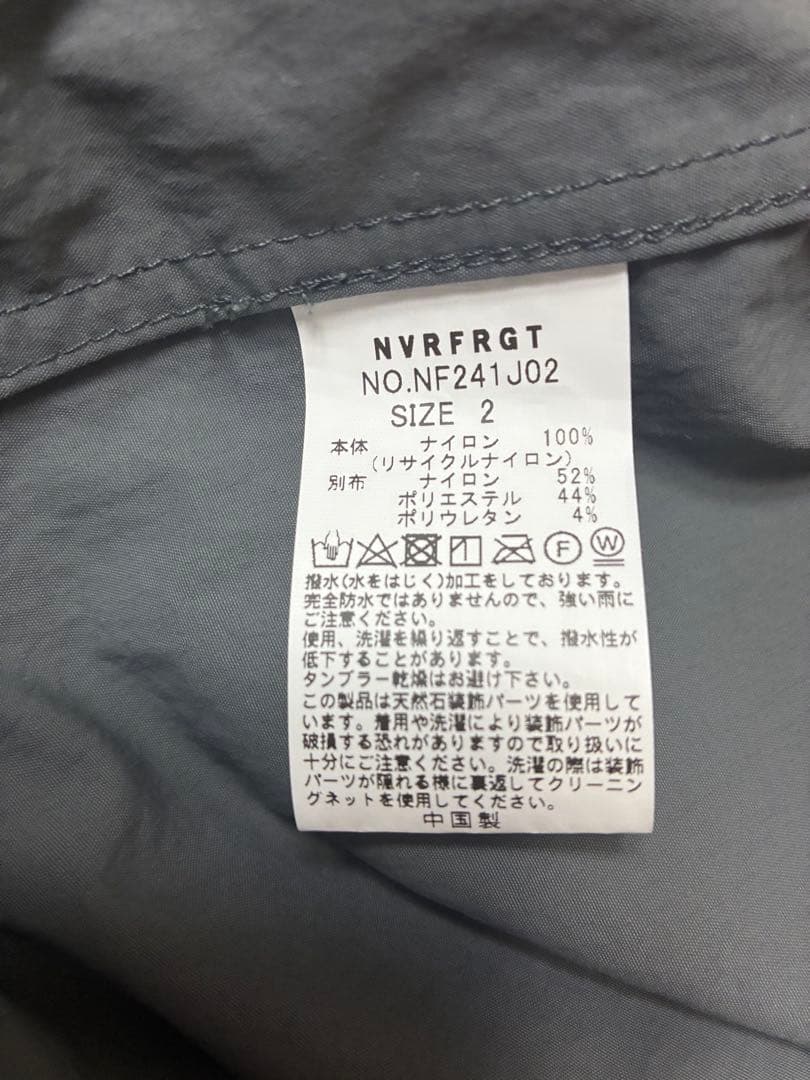 NVRFRGT
NO.NF241J02
SIZE 2
本体 ナイロン 100%
(リサイクルナイロン)
別布 ナイロン 52%
ポリエステル 44%
ポリウレタン 4%
F W
撥水(水をはじく)加工をしております。
完全防水ではありませんので、強い雨に
ご注意ください。
使用、洗濯を繰り返すことで、撥水性が
低下することがあります。
タンブラー乾燥はお避け下さい。
この製品は天然石装飾パーツを使用して
います。着用や洗濯により装飾パーツが
破損する恐れがありますので取り扱いに
十分にご注意ください。洗濯の際は装飾
パーツが隠れる様に裏返してクリーニン
グネットを使用してください。
中国製